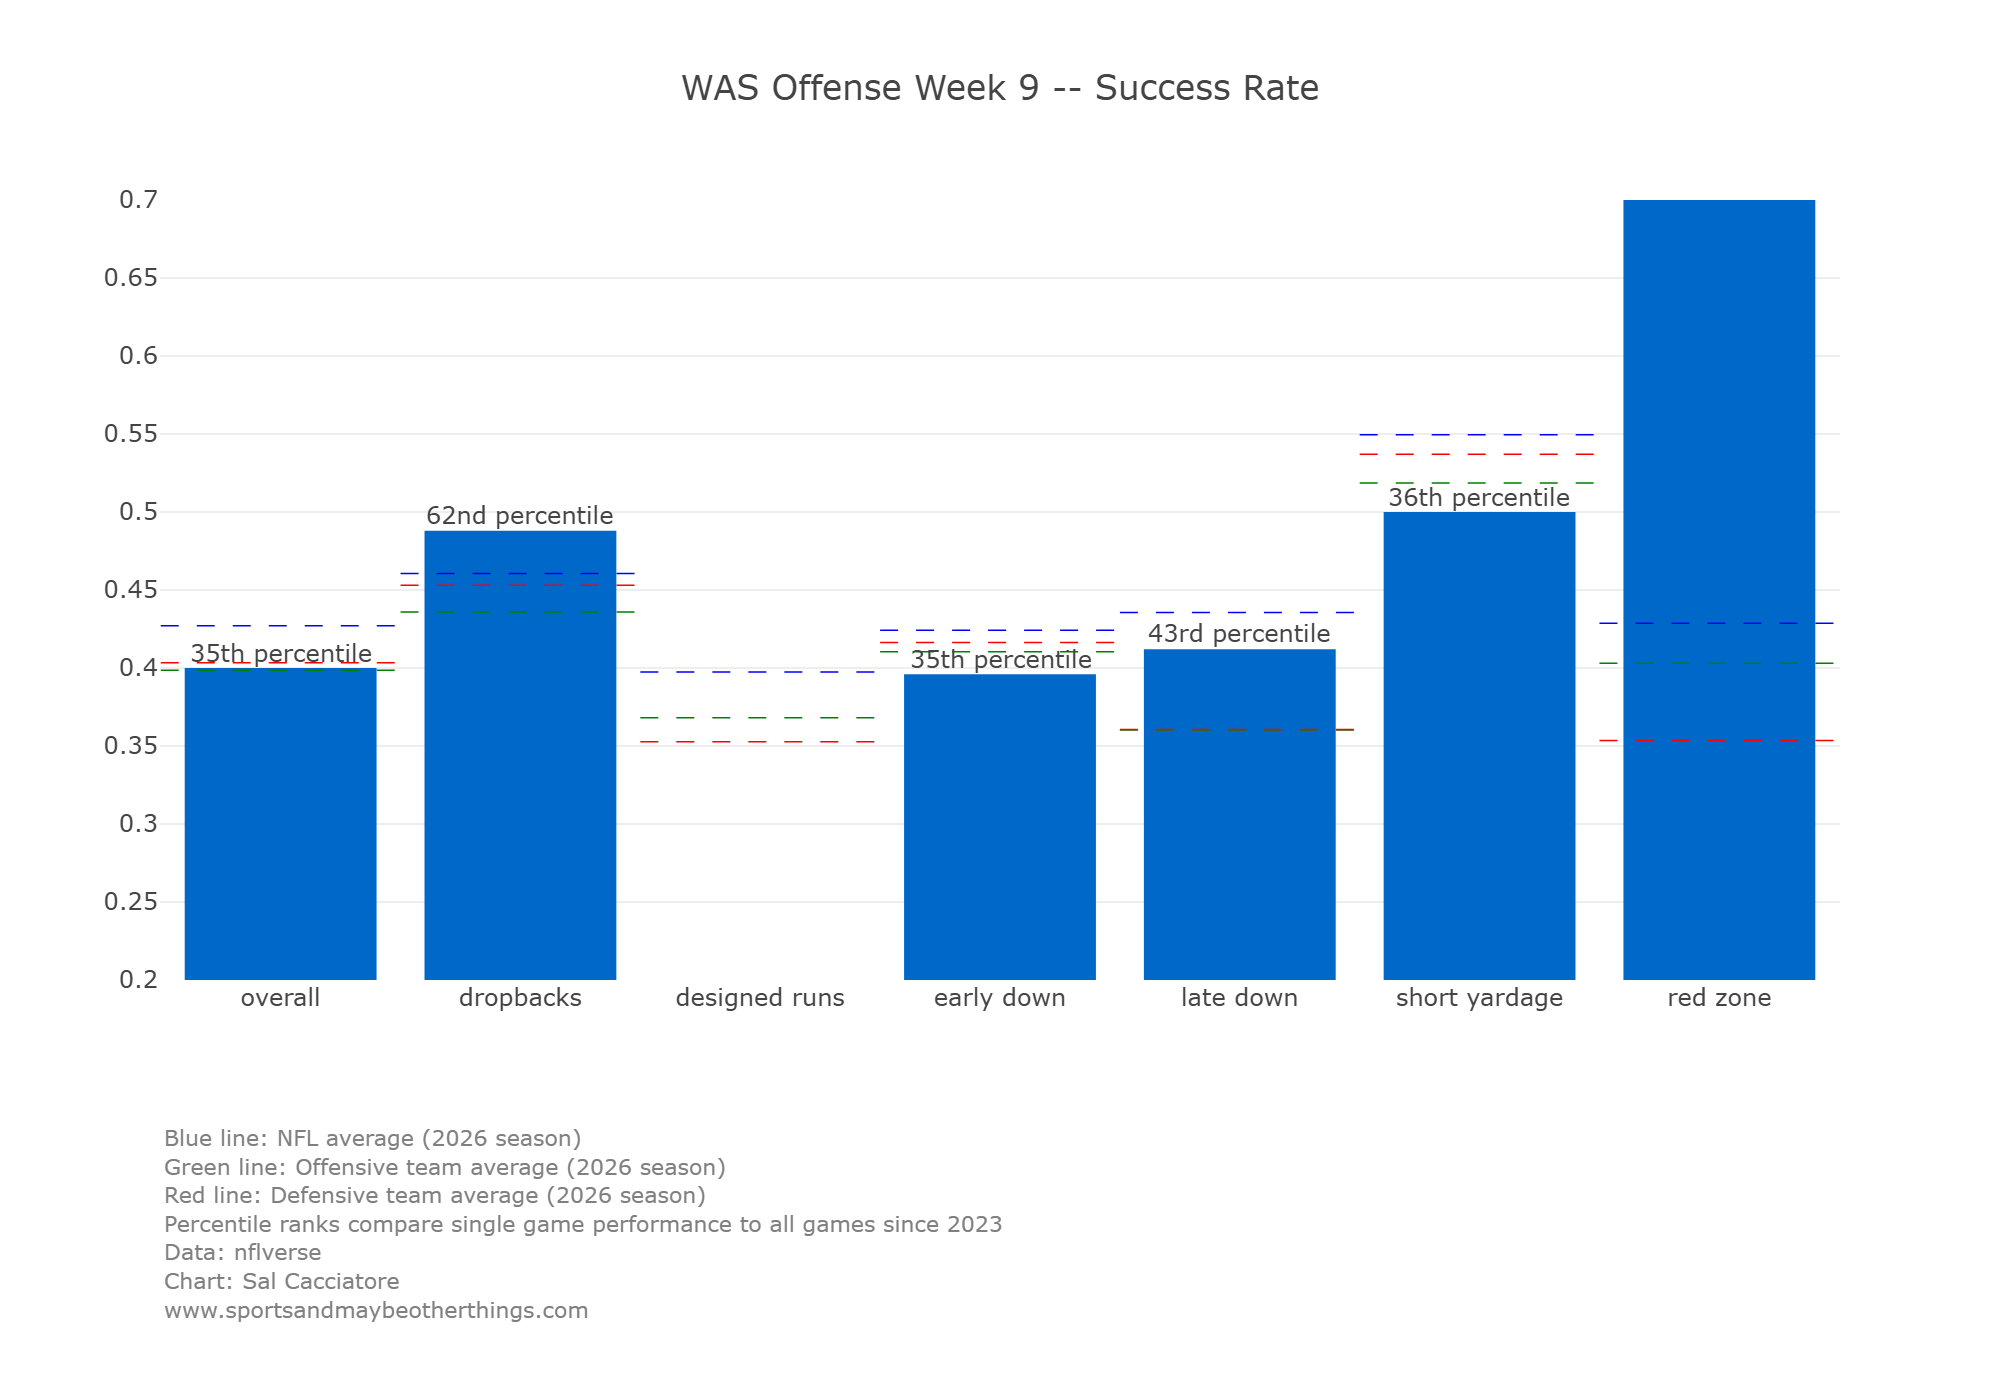 WAS Offense Week 9 -- Success Rate
0.7
0.65
0.6
0.55
0.5
0.45
0.4
0.35
0.3
0.25
0.2
35th percentile
62nd percentile
35th percentile
43rd percentile
36th percentile
overall
dropbacks
designed runs
early down
late down
short yardage
red zone
Blue line: NFL average (2026 season)
Green line: Offensive team average (2026 season)
Red line: Defensive team average (2026 season)
Percentile ranks compare single game performance to all games since 2023
Data: nflverse
Chart: Sal Cacciatore
www.sportsandmaybeotherthings.com